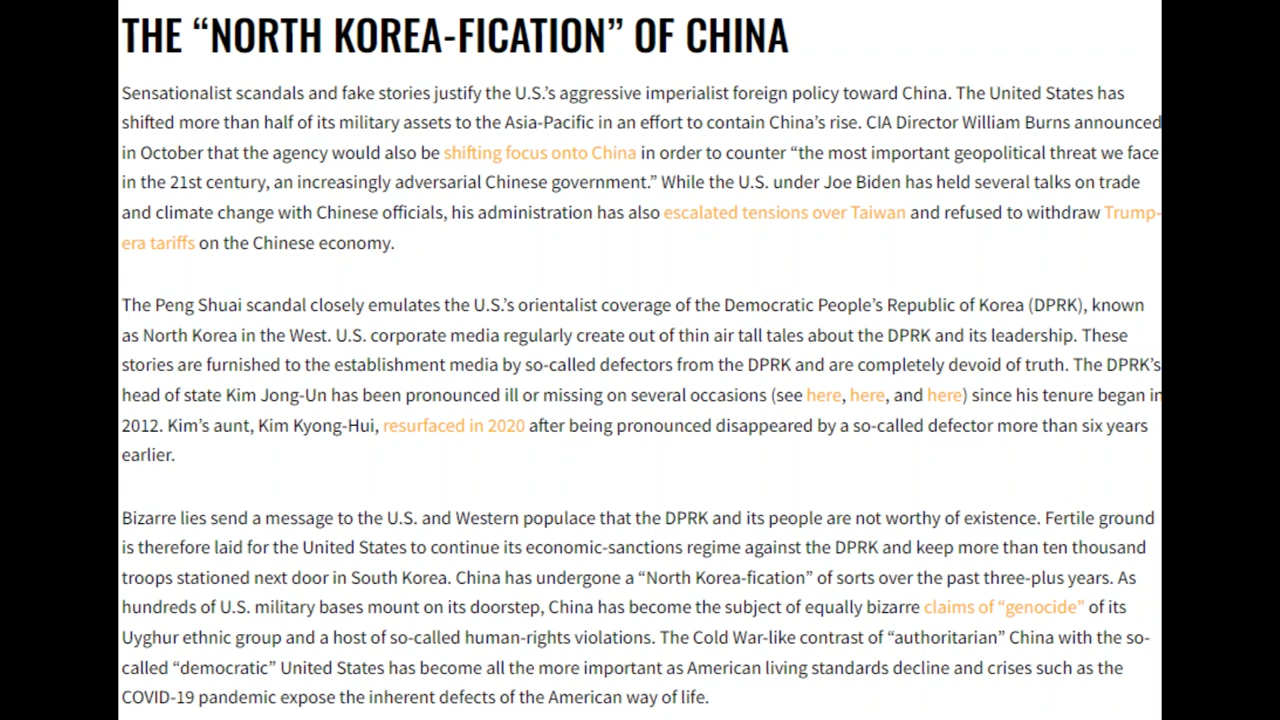 THE “NORTH KOREA-FICATION” OF CHINA
Sensationalist scandals and fake stories justify the U.S.’s aggressive imperialist foreign policy toward China. The United States has
shifted more than half of its military assets to the Asia-Pacific in an effort to contain China’s rise. CIA Director William Burns announced
in October that the agency would also be shifting focus onto China in order to counter “the most important geopolitical threat we face
in the 21st century, an increasingly adversarial Chinese government.” While the U.S. under Joe Biden has held several talks on trade
and climate change with Chinese officials, his administration has also escalated tensions over Taiwan and refused to withdraw Trump-
era tariffs on the Chinese economy.
The Peng Shuai scandal closely emulates the U.S.’s orientalist coverage of the Democratic People’s Republic of Korea (DPRK), known
as North Korea in the West. U.S. corporate media regularly create out of thin air tall tales about the DPRK and its leadership. These
stories are furnished to the establishment media by so-called defectors from the DPRK and are completely devoid of truth. The DPRK’s
head of state Kim Jong-Un has been pronounced ill or missing on several occasions (see here, here, and here) since his tenure began in
2012. Kim’s aunt, Kim Kyong-Hui, resurfaced in 2020 after being pronounced disappeared by a so-called defector more than six years
earlier.
Bizarre lies send a message to the U.S. and Western populace that the DPRK and its people are not worthy of existence. Fertile ground
is therefore laid for the United States to continue its economic-sanctions regime against the DPRK and keep more than ten thousand
troops stationed next door in South Korea. China has undergone a “North Korea-fication” of sorts over the past three-plus years. As
hundreds of U.S. military bases mount on its doorstep, China has become the subject of equally bizarre claims of “genocide” of its
Uyghur ethnic group and a host of so-called human-rights violations. The Cold War-like contrast of “authoritarian” China with the so-
called “democratic” United States has become all the more important as American living standards decline and crises such as the
COVID-19 pandemic expose the inherent defects of the American way of life.